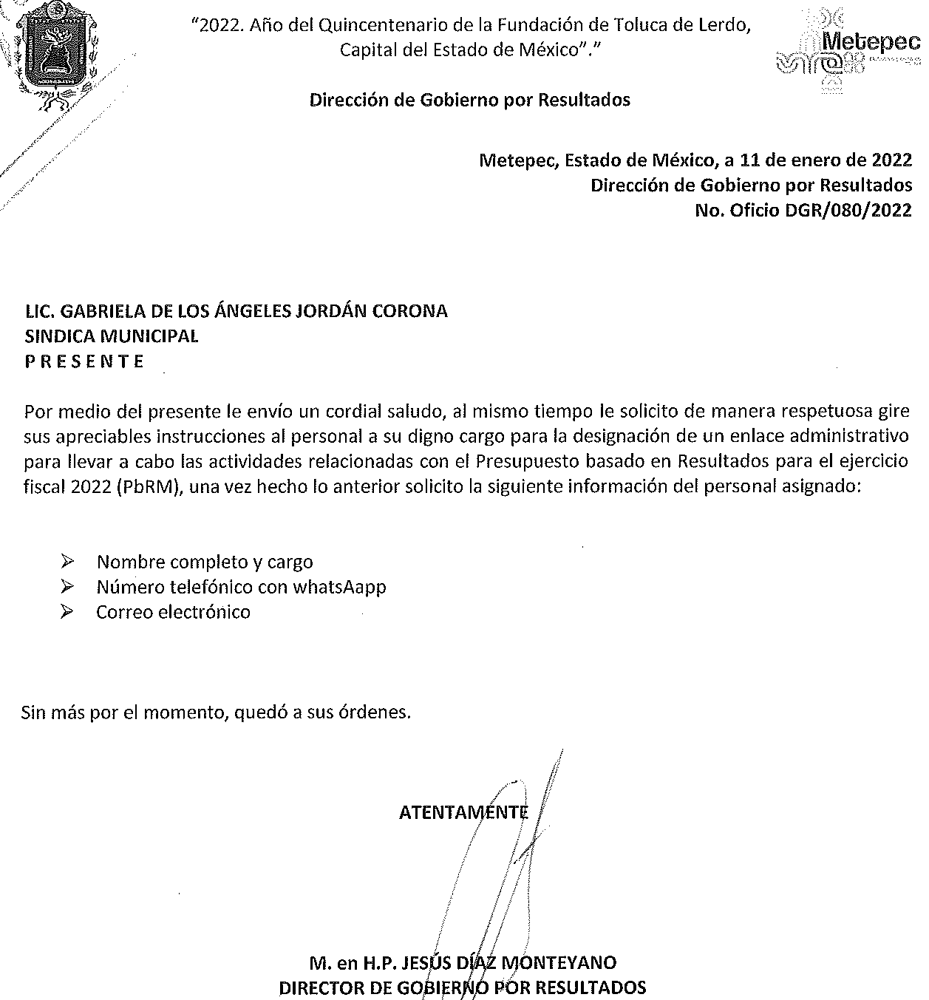 "2022. Año del Quincentenario de la Fundación de Toluca de Lerdo,
Capital del Estado de México"."
Metepec
Dirección de Gobierno por Resultados
Metepec, Estado de México, a 11 de enero de 2022
Dirección de Gobierno por Resultados
No. Oficio DGR/080/2022
LIC. GABRIELA DE LOS ÁNGELES JORDÁN CORONA
SINDICA MUNICIPAL
P R E S E N T E
Por medio del presente le envío un cordial saludo, al mismo tiempo le solicito de manera respetuosa gire
sus apreciables instrucciones al personal a su digno cargo para la designación de un enlace administrativo
para llevar a cabo las actividades relacionadas con el Presupuesto basado en Resultados para el ejercicio
fiscal 2022 (PbRM), una vez hecho lo anterior solicito la siguiente información del personal asignado:
➢ Nombre completo y cargo
➢ Número telefónico con whatsAapp
➢ Correo electrónico
Sin más por el momento, quedó a sus órdenes.
ATENTAMENTE
M. en H.P. JESÚS DÍAZ MONTEYANO
DIRECTOR DE GOBIERNO POR RESULTADOS